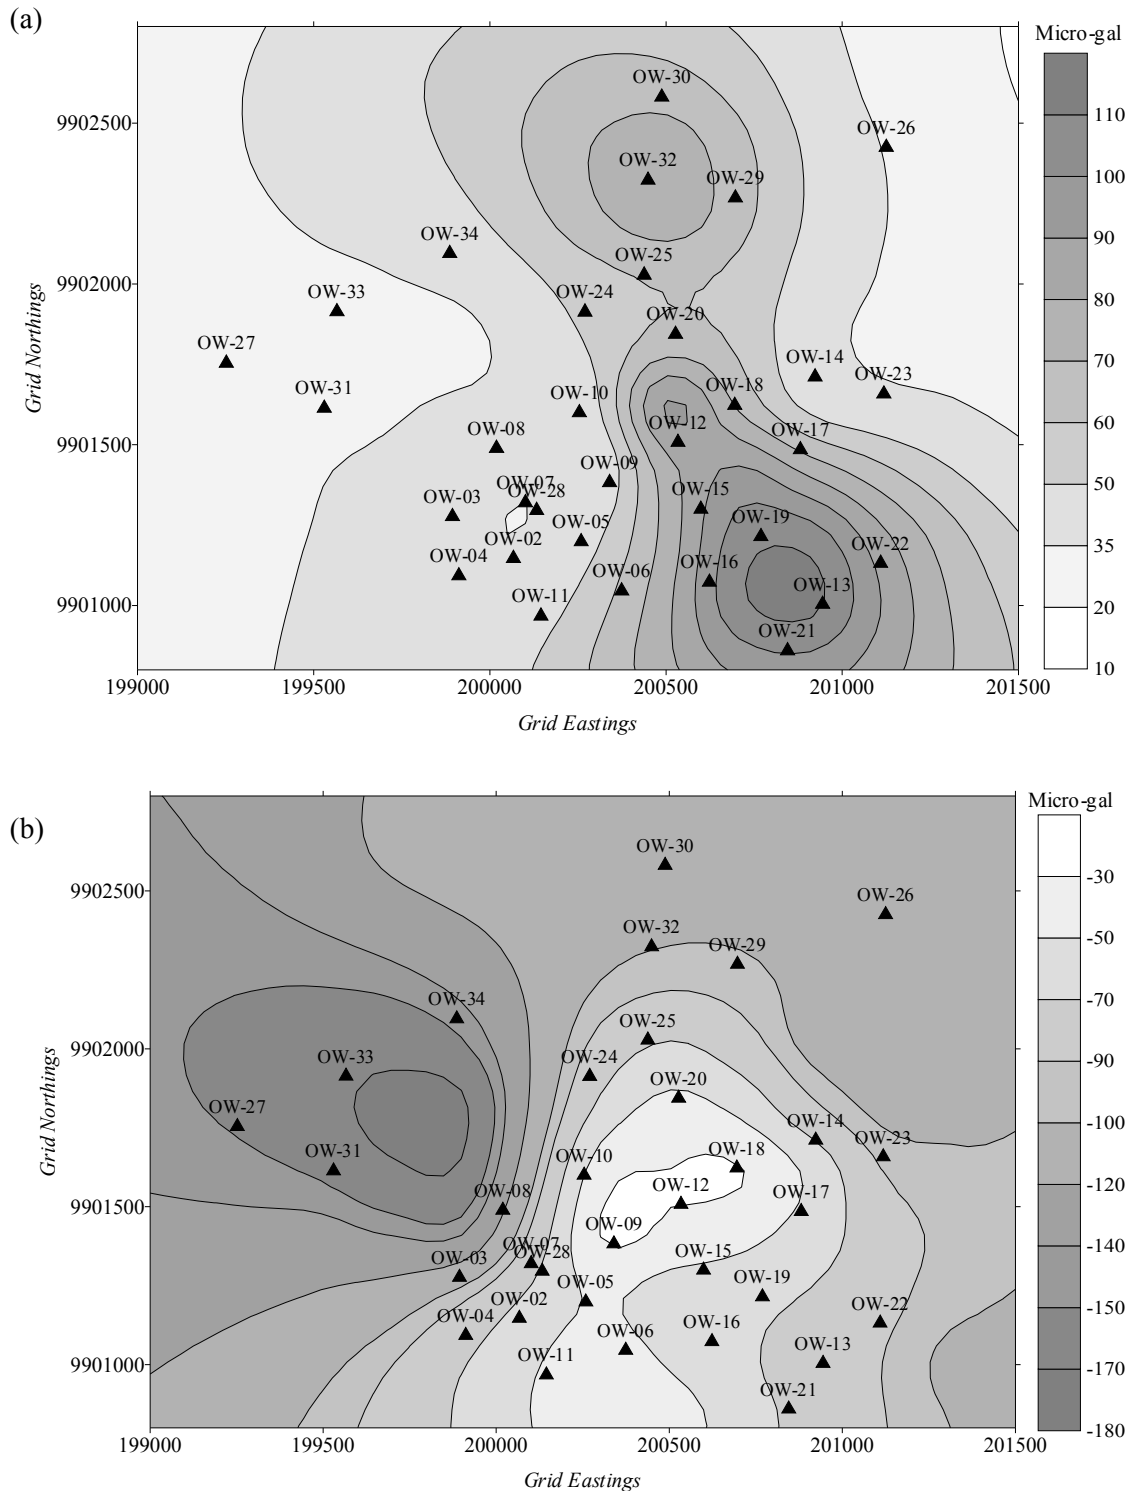 (a)
Micro-gal
OW-30
110
OW-26
9902500
OW-32
100
OW-29
90
OW-34
OW-25
9902000
OW-33
OW-24
80
OW-20
OW-27
OW-14
70
OW-23
OW-31
OW-10
OW-18
60
OW-08
OW-12
OW-17
9901500
OW-09
50
OW-07
OW-28
OW-03
OW-15
OW-05
OW-19
35
OW-02
OW-04
OW-06
OW-16
OW-22
OW-13
20
9901000
OW-11
OW-21
10
199000
199500
200000
200500
201000
201500
Grid Northings
Grid Eastings
(b)
Micro-gal
OW-30
-30
9902500
OW-26
OW-32
-50
OW-29
OW-34
-70
OW-25
9902000
OW-33
OW-24
-90
OW-20
OW-27
OW-14
-100
OW-23
OW-31
OW-10
OW-18
OW-08
OW-12
OW-17
-120
9901500
OW-09
OW-07
OW-28
OW-03
OW-15
-140
OW-05
OW-19
OW-02
OW-04
OW-22
-150
OW-06
OW-16
OW-13
9901000
OW-11
-170
OW-21
-180
199000
199500
200000
200500
201000
201500
Grid Northings
Grid Eastings